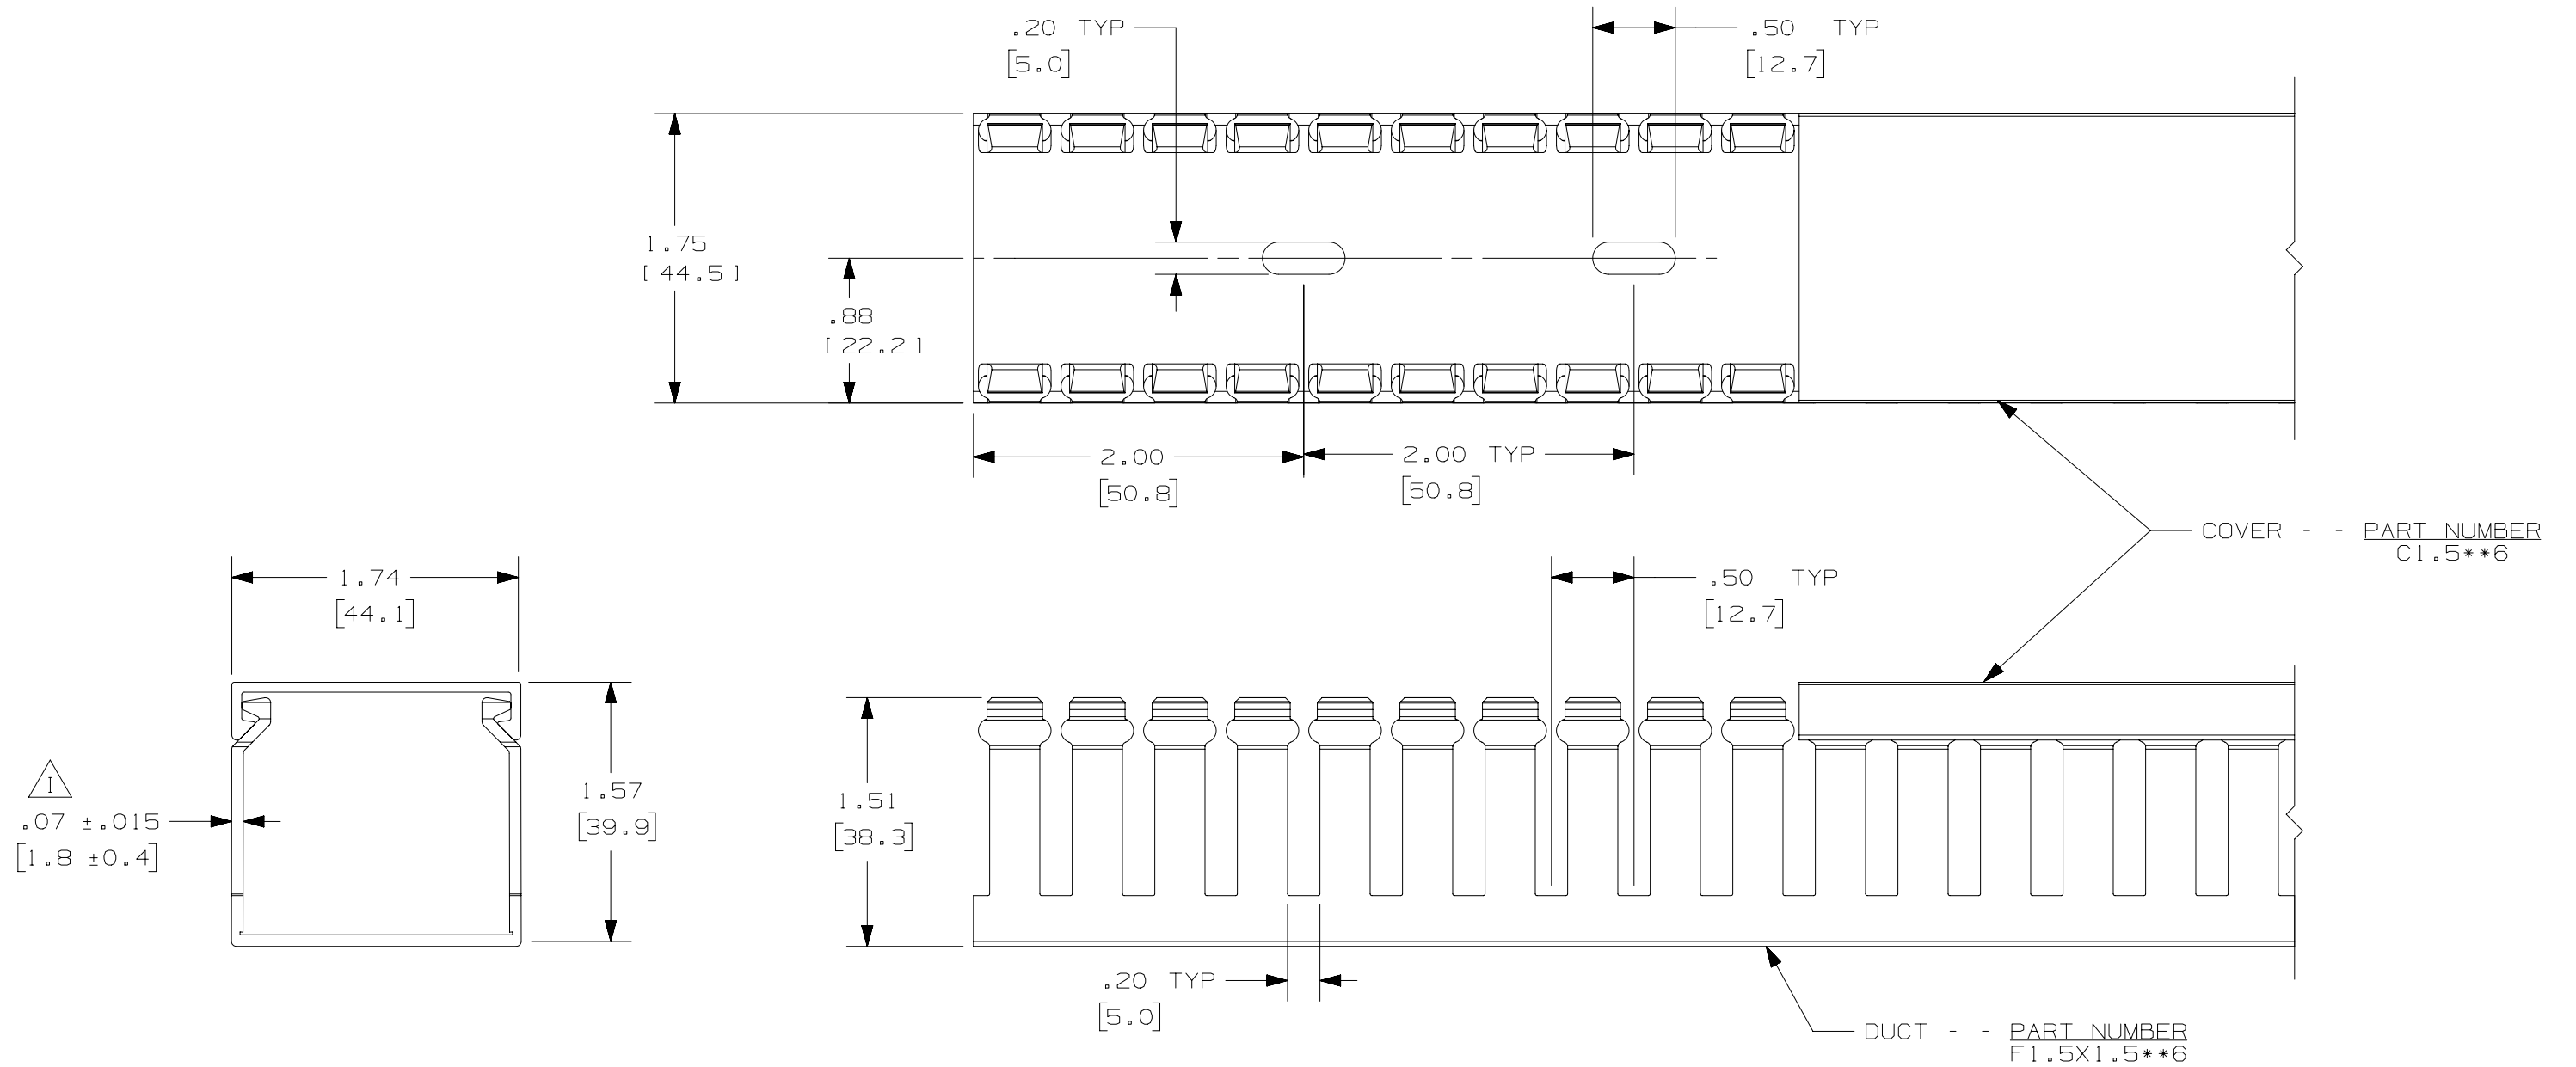 .20 TYP
[5.0]
.50 TYP
[12.7]
1.75
[44.5]
.88
[22.2]
2.00
[50.8]
2.00 TYP
[50.8]
COVER - - PART NUMBER
C1.5**6
1.74
[44.1]
.50 TYP
[12.7]
1
.07 ±.015
[1.8 ±0.4]
1.57
[39.9]
1.51
[38.3]
.20 TYP
[5.0]
DUCT - - PART NUMBER
F1.5X1.5**6